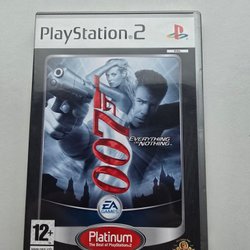 PlayStation 2
007
EVERYTHING
OR NOTHING
EA
GAMES
12+
Platinum
The Best of PlayStation 2